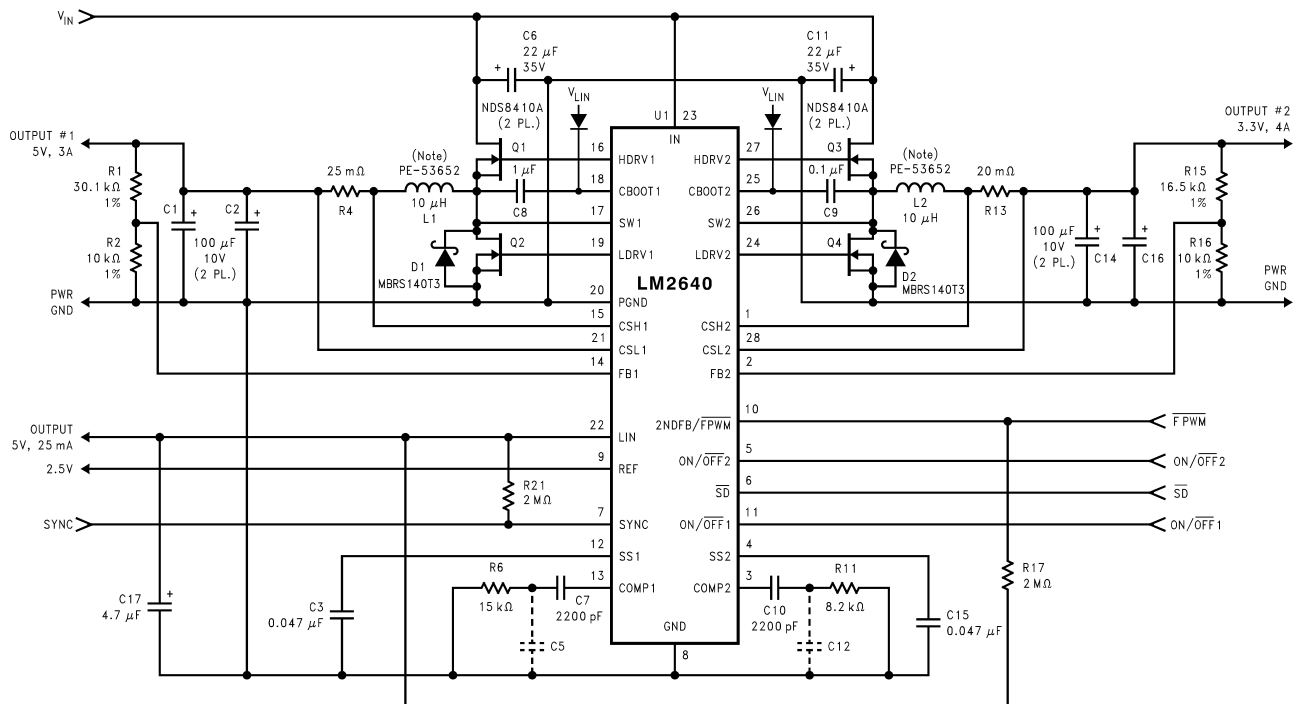 VIN
C6
22 μF
35V
+
C11
22 μF
35V
+
NDS8410A
(2 PL.)
VLIN
U1
23
IN
VLIN
NDS8410A
(2 PL.)
OUTPUT #1
5V, 3A
OUTPUT #2
3.3V, 4A
R1
30.1 kΩ
1%
25 mΩ
R4
(Note)
PE-53652
10 μH
L1
Q1
1 μF
C8
16
HDRV1
18
CBOOT1
17
SW1
19
LDRV1
27
HDRV2
25
CBOOT2
26
SW2
24
LDRV2
Q3
0.1 μF
C9
(Note)
PE-53652
L2
10 μH
20 mΩ
R13
R15
16.5 kΩ
1%
C1
+
C2
+
100 μF
10V
(2 PL.)
R2
10 kΩ
1%
Q2
D1
MBRS140T3
LM2640
Q4
D2
MBRS140T3
100 μF
10V
(2 PL.)
+
C14
+
C16
R16
10 kΩ
1%
PWR
GND
20
PGND
PWR
GND
15
CSH1
1
CSH2
21
CSL1
28
CSL2
14
FB1
2
FB2
10
2NDFB/FPWM
FPWM
OUTPUT
5V, 25 mA
22
LIN
5
ON/OFF2
ON/OFF2
2.5V
9
REF
6
SD
SD
R21
2 MΩ
SYNC
7
SYNC
11
ON/OFF1
ON/OFF1
12
SS1
4
SS2
R17
2 MΩ
R6
15 kΩ
C7
2200 pF
13
COMP1
3
COMP2
C10
2200 pF
R11
8.2 kΩ
C17
+
4.7 μF
C3
0.047 μF
C5
GND
8
C12
C15
0.047 μF